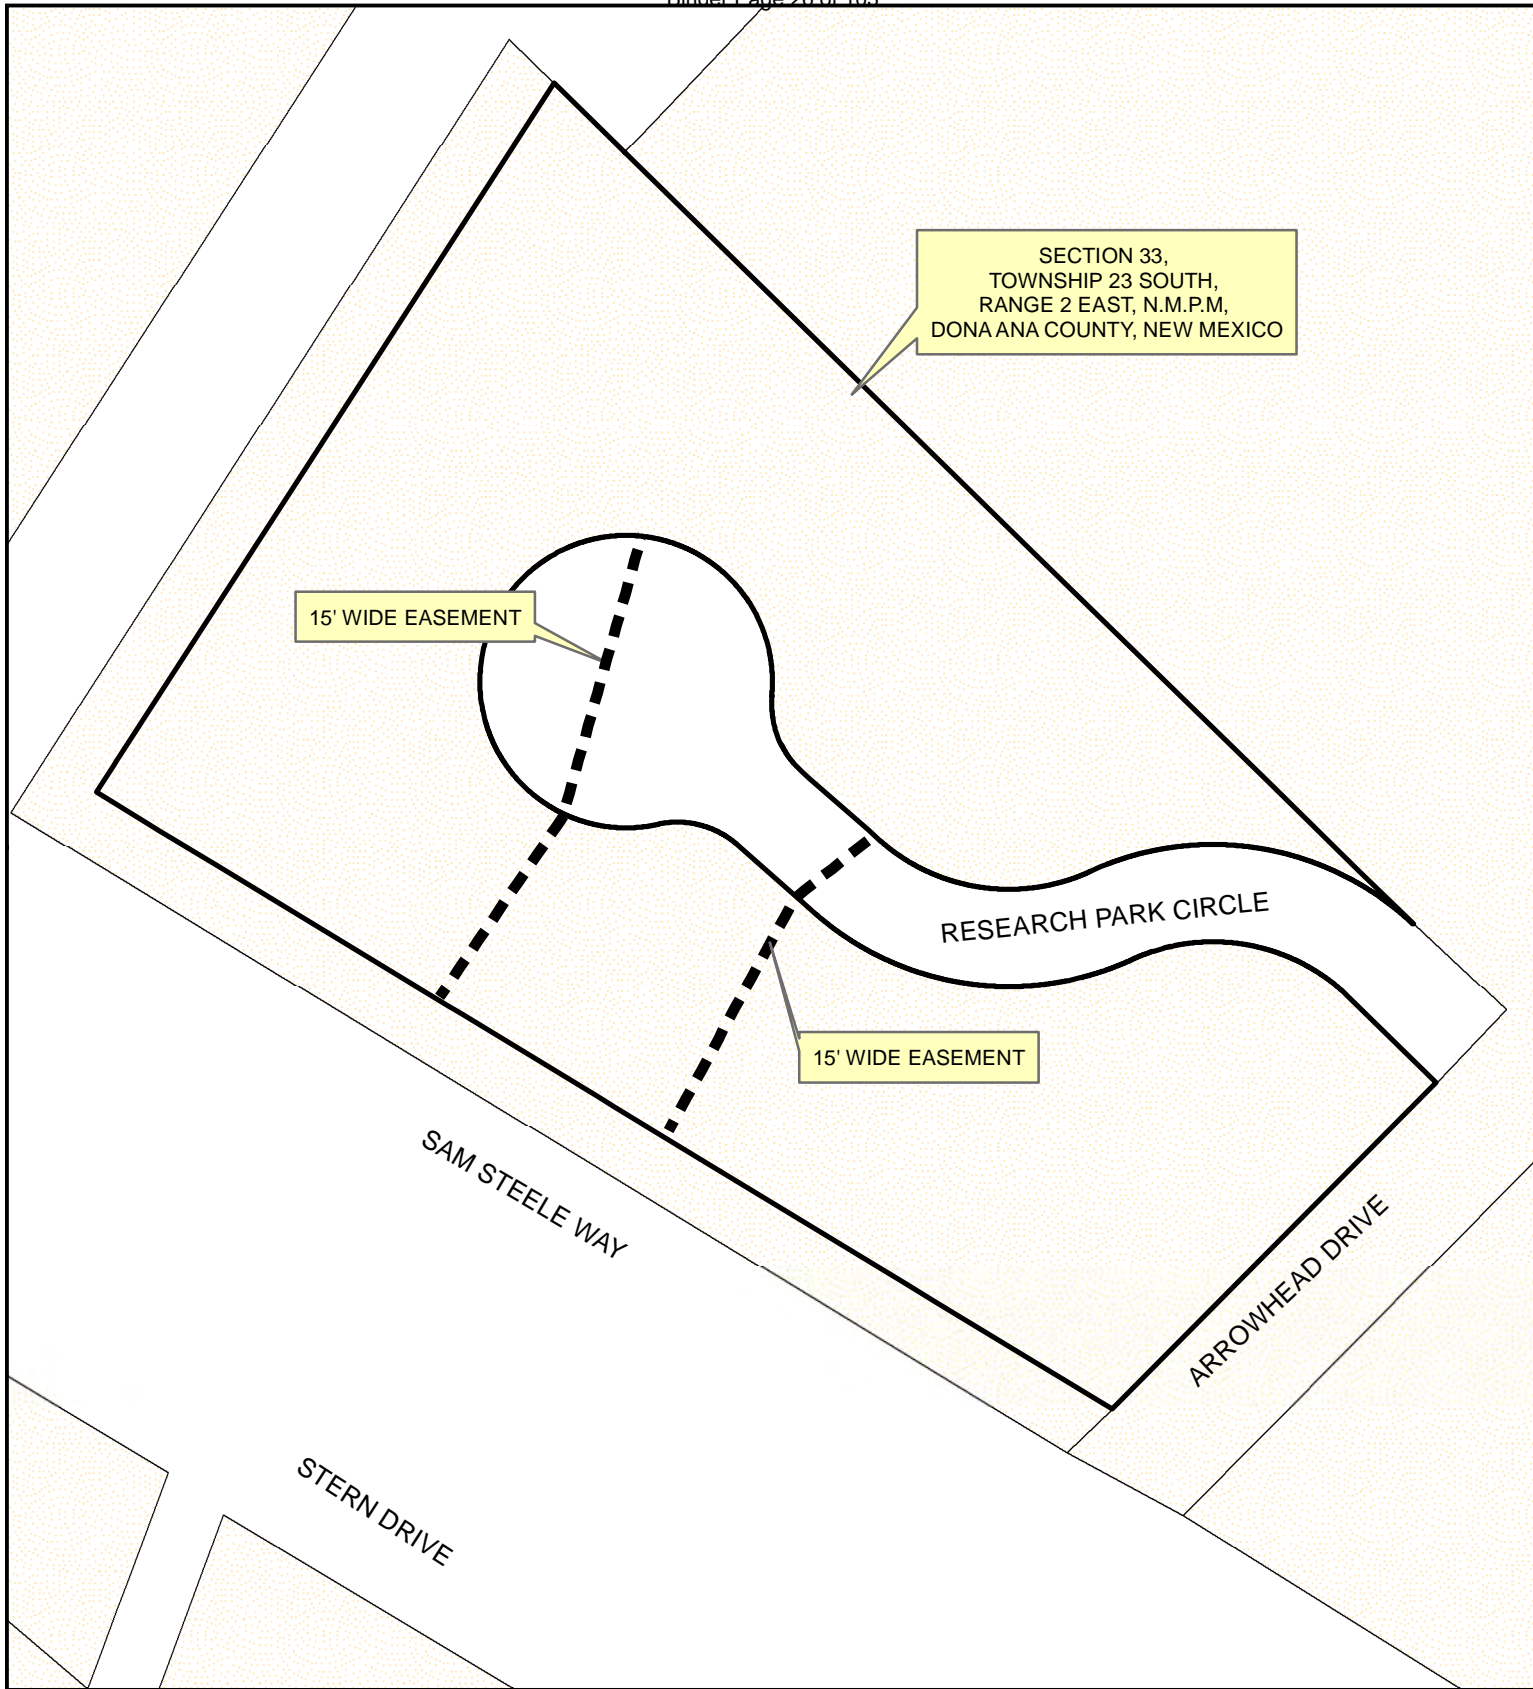 SECTION 33,
TOWNSHIP 23 SOUTH,
RANGE 2 EAST, N.M.P.M,
DONA ANA COUNTY, NEW MEXICO
15' WIDE EASEMENT
RESEARCH PARK CIRCLE
15' WIDE EASEMENT
SAM STEELE WAY
ARROWHEAD DRIVE
STERN DRIVE